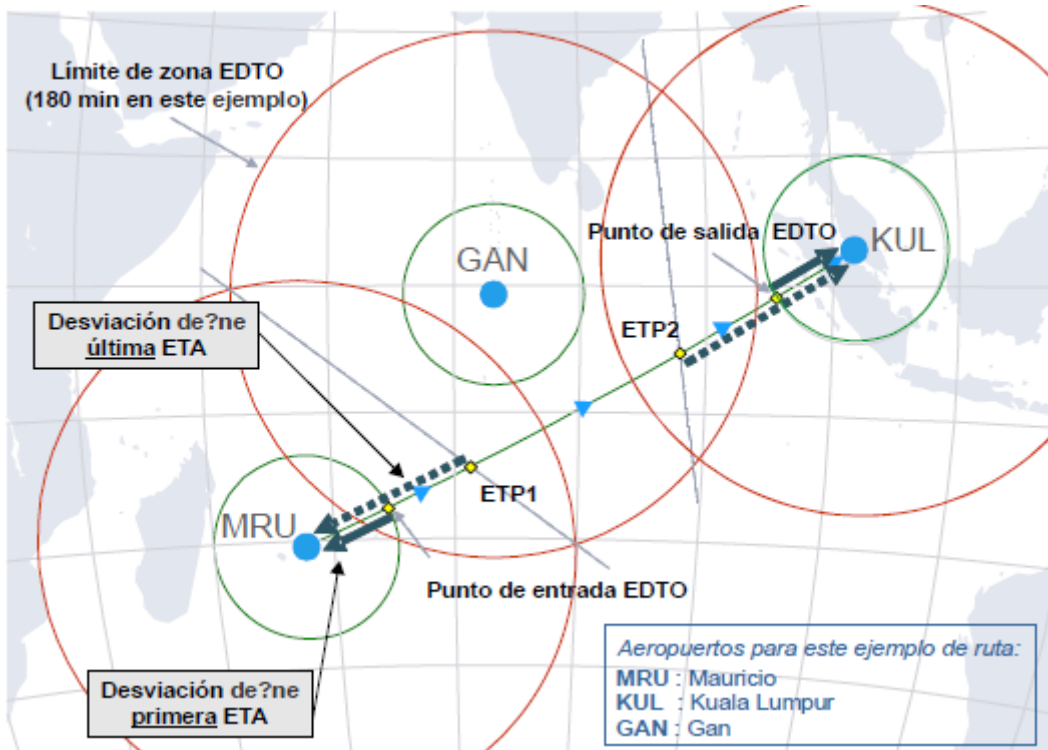 Límite de zona EDTO
(180 min en este ejemplo)
Punto de salida EDTO
KUL
GAN
Desviación de?ne
última ETA
ETP2
ETP1
MRU
Punto de entrada EDTO
Desviación de?ne
primera ETA
Aeropuertos para este ejemplo de ruta:
MRU : Mauricio
KUL : Kuala Lumpur
GAN : Gan